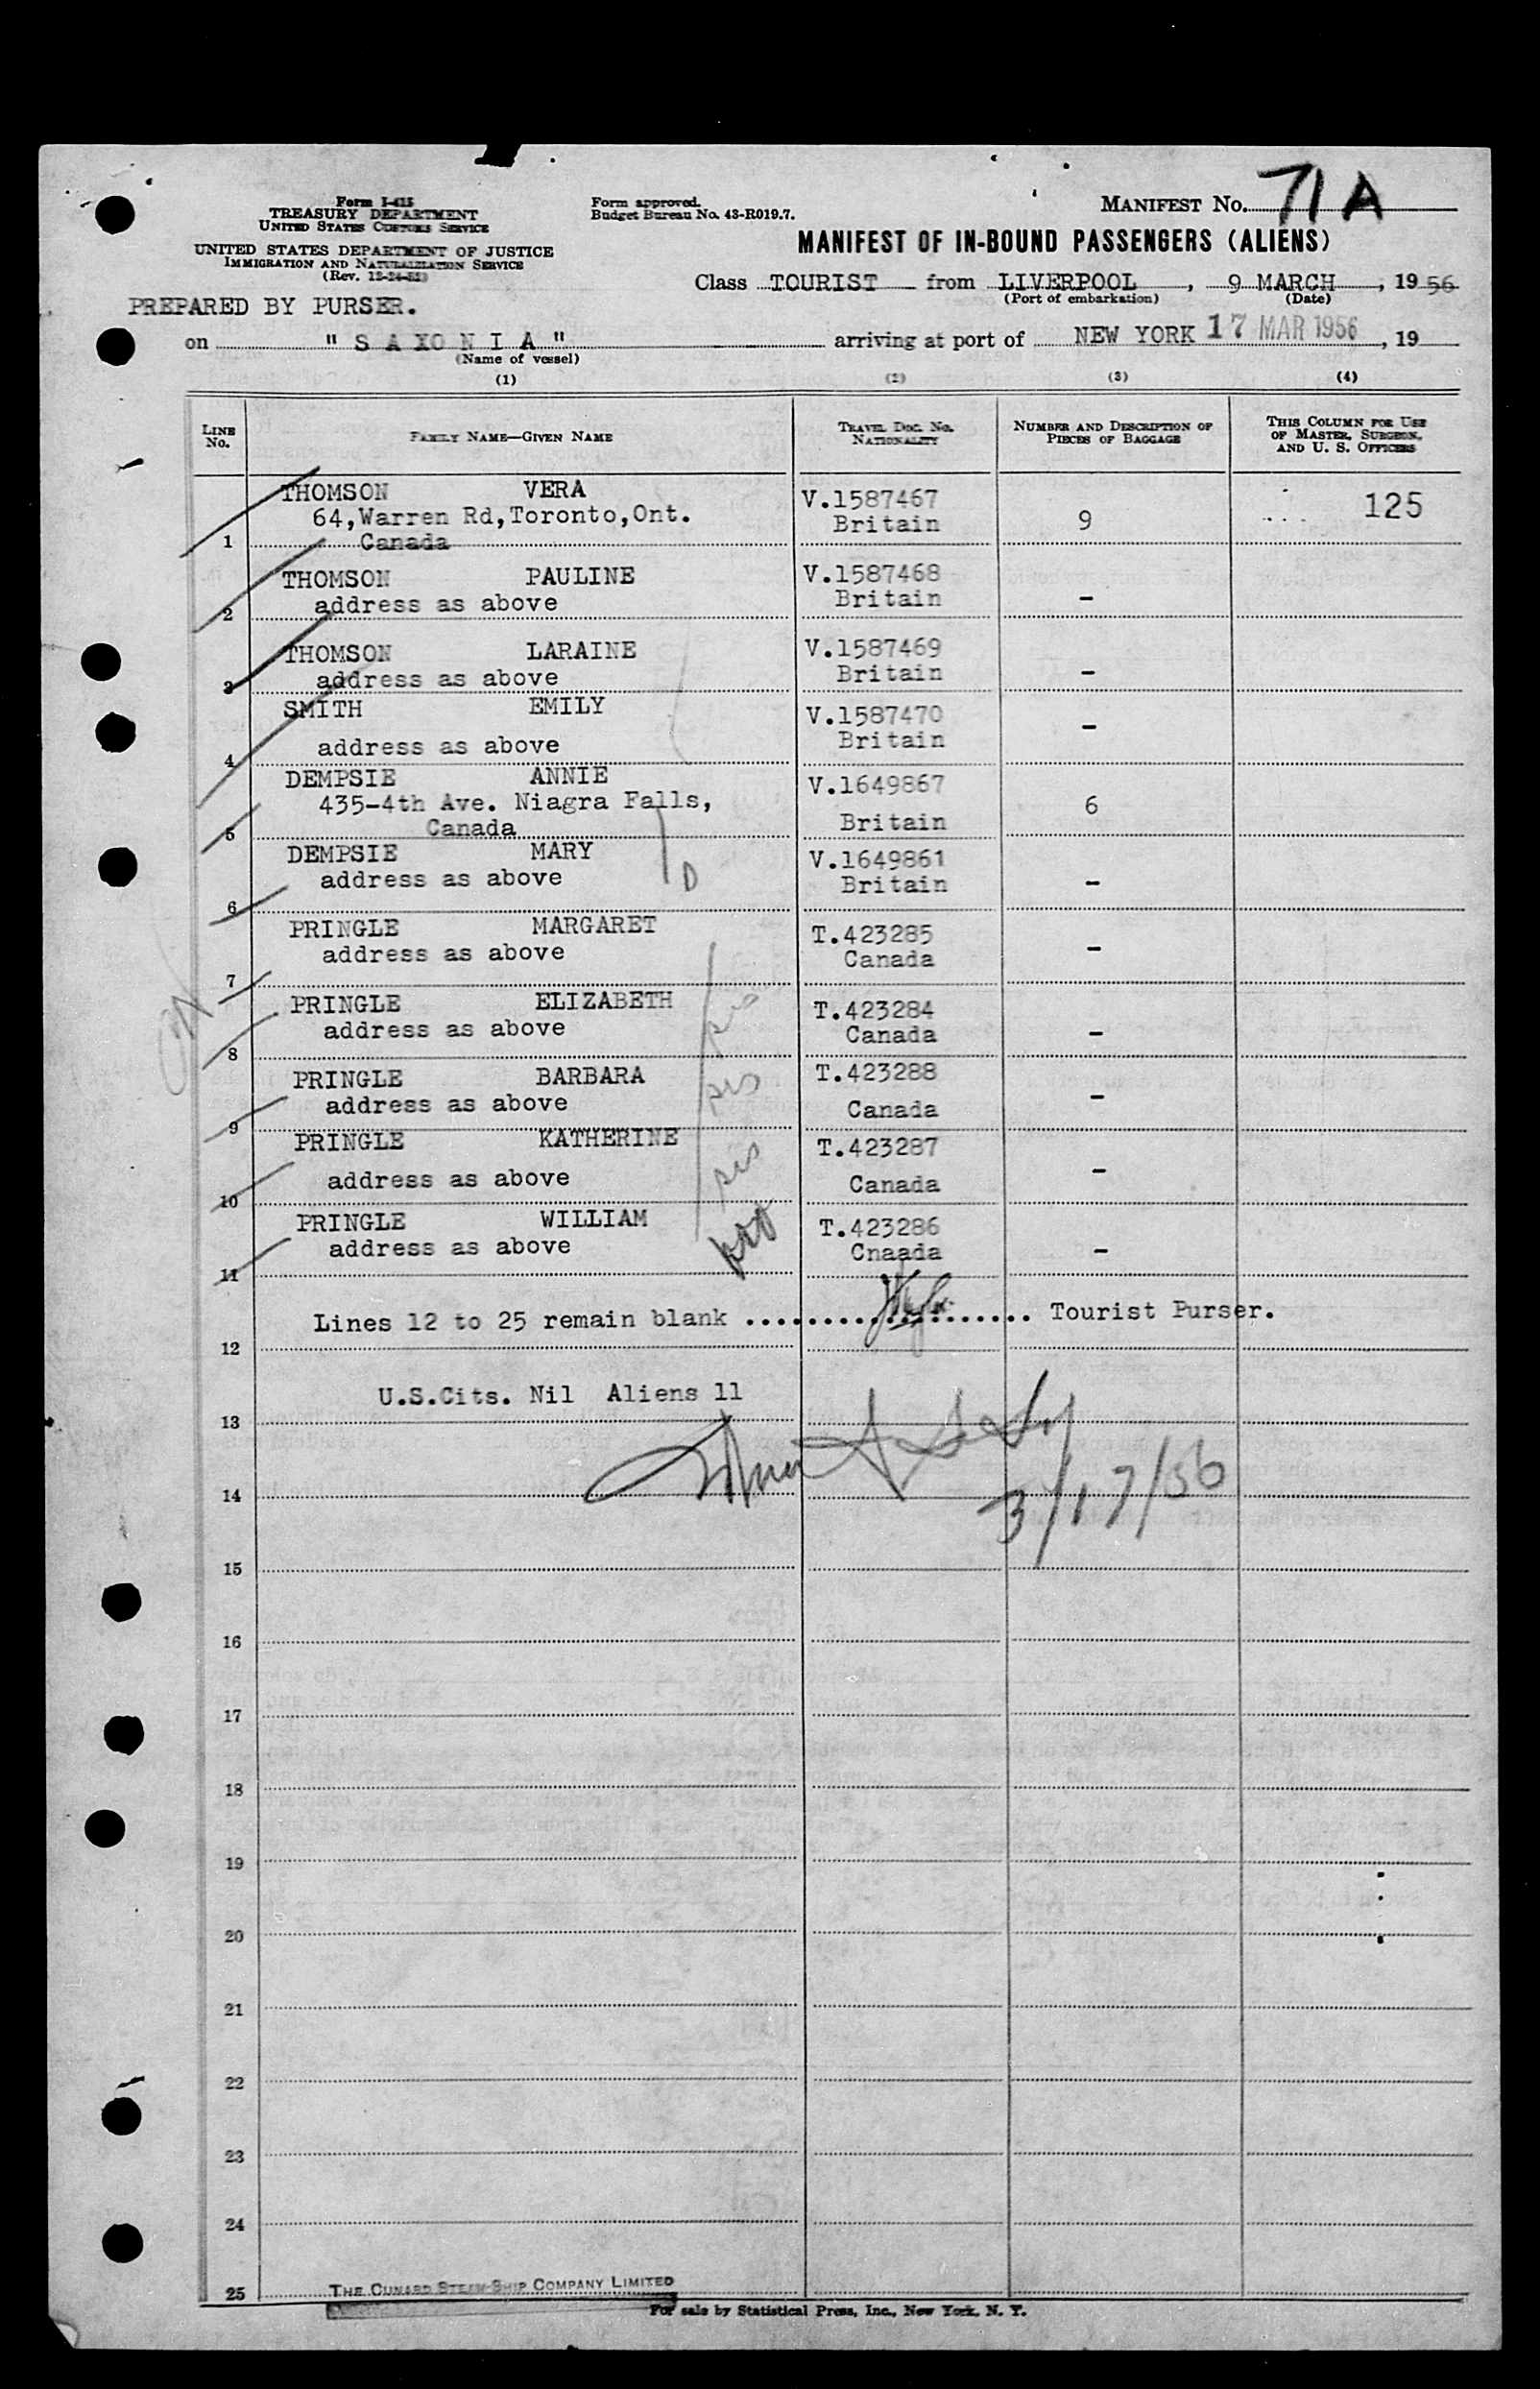 Form I-415
TREASURY DEPARTMENT
UNITED STATES CUSTOMS SERVICE
UNITED STATES DEPARTMENT OF JUSTICE
IMMIGRATION AND NATURALIZATION SERVICE
Form approved.
Budget Bureau No. 43-R019.7.
MANIFEST No. 71A
MANIFEST OF IN-BOUND PASSENGERS (ALIENS)
Class TOURIST from LIVERPOOL, 9 MARCH, 1956
(Port of embarkation) (Date)
PREPARED BY PURSER.
on "SAXONIA" arriving at port of NEW YORK 17 MAR 1956, 19
(Name of vessel)
(1) (2) (3) (4)
LINE No. FAMILY NAME—GIVEN NAME TRAVEL DOC. NO. NATIONALITY NUMBER AND DESCRIPTION OF PIECES OF BAGGAGE THIS COLUMN FOR USE OF MASTER, SURGEON, AND U. S. OFFICERS
THOMSON VERA V.1587467 125
64,Warren Rd,Toronto,Ont. Britain 9
1 Canada
THOMSON PAULINE V.1587468
2 address as above Britain -
THOMSON LARAINE V.1587469
3 address as above Britain -
SMITH EMILY V.1587470 -
4 address as above Britain
DEMPSIE ANNIE V.1649867
435-4th Ave. Niagra Falls, 6
5 Canada Britain
DEMPSIE MARY V.1649861
6 address as above D Britain -
PRINGLE MARGARET T.423285
7 address as above Canada -
PRINGLE ELIZABETH T.423284
8 address as above Canada -
PRINGLE BARBARA T.423288
9 address as above Canada -
PRINGLE KATHERINE T.423287
10 address as above Canada -
PRINGLE WILLIAM T.423286
11 address as above Cnaada -
Lines 12 to 25 remain blank .................... Tourist Purser.
12
U.S.Cits. Nil Aliens 11
13
14 3/17/56
15
16
17
18
19
20
21
22
23
24
25 THE CUNARD STEAM-SHIP COMPANY LIMITED
For sale by Statistical Press, Inc., New York, N. Y.